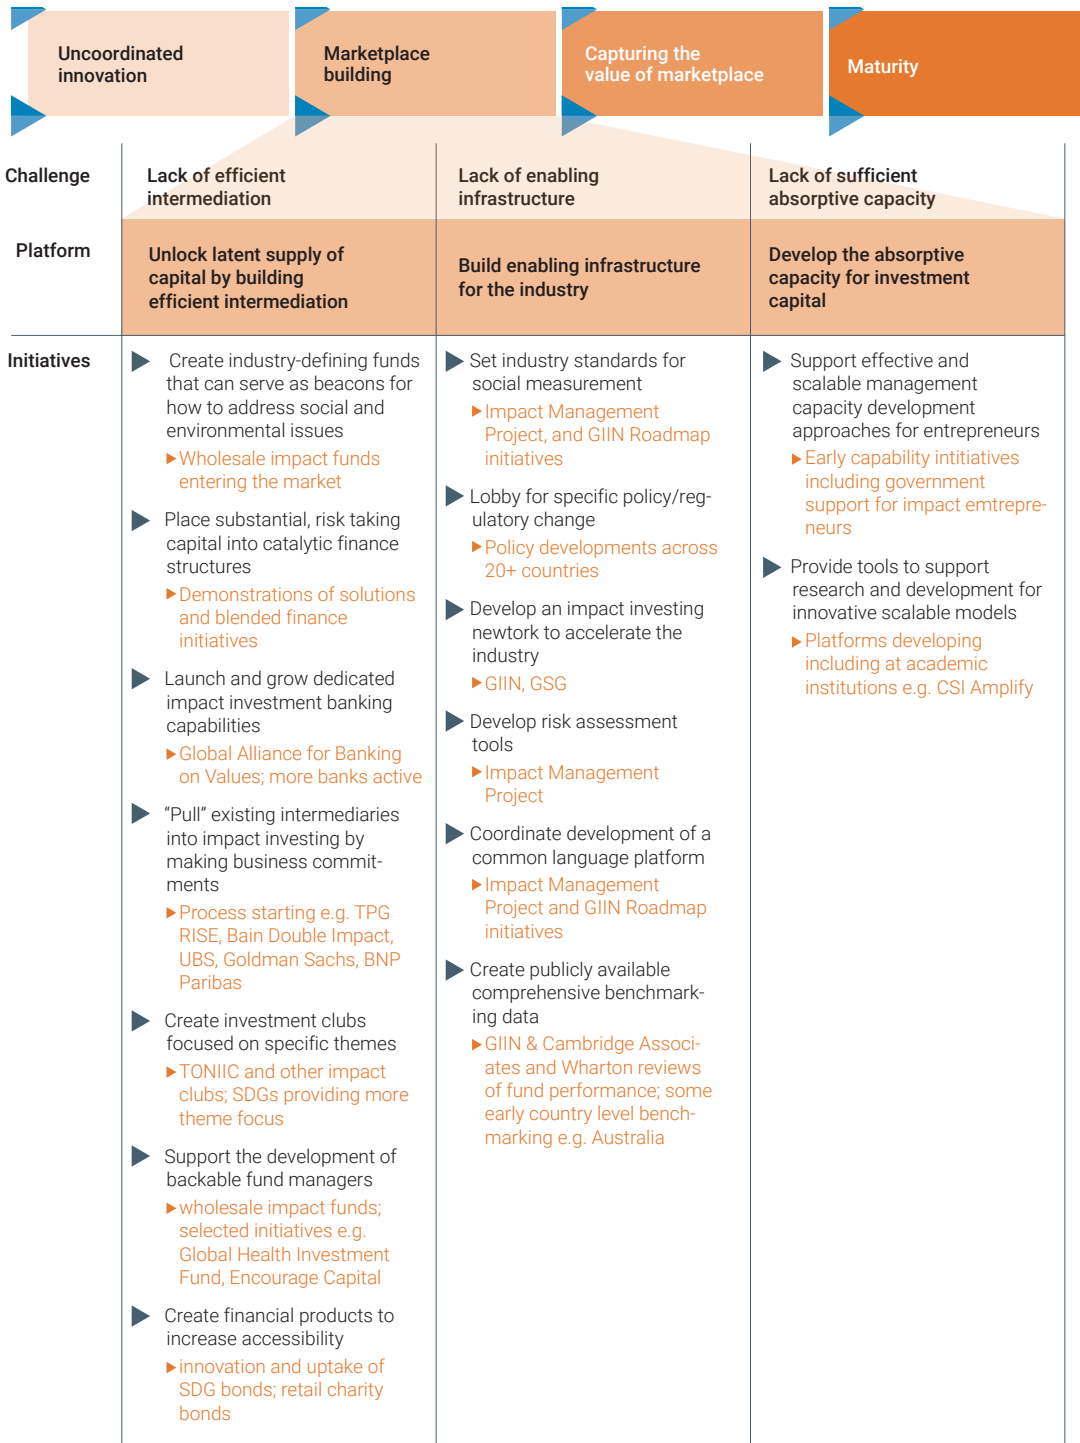 Uncoordinated
innovation
Marketplace
building
Capturing the
value of marketplace
Maturity
Challenge
Lack of efficient
intermediation
Lack of enabling
infrastructure
Lack of sufficient
absorptive capacity
Platform
Unlock latent supply of
capital by building
efficient intermediation
Build enabling infrastructure
for the industry
Develop the absorptive
capacity for investment
capital
Initiatives
Create industry-defining funds
that can serve as beacons for
how to address social and
environmental issues
Wholesale impact funds
entering the market
Place substantial, risk taking
capital into catalytic finance
structures
Demonstrations of solutions
and blended finance
initiatives
Launch and grow dedicated
impact investment banking
capabilities
Global Alliance for Banking
on Values; more banks active
“Pull” existing intermediaries
into impact investing by
making business commit-
ments
Process starting e.g. TPG
RISE, Bain Double Impact,
UBS, Goldman Sachs, BNP
Paribas
Create investment clubs
focused on specific themes
TONIIC and other impact
clubs; SDGs providing more
theme focus
Support the development of
backable fund managers
wholesale impact funds;
selected initiatives e.g.
Global Health Investment
Fund, Encourage Capital
Create financial products to
increase accessibility
innovation and uptake of
SDG bonds; retail charity
bonds
Set industry standards for
social measurement
Impact Management
Project, and GIIN Roadmap
initiatives
Lobby for specific policy/reg-
ulatory change
Policy developments across
20+ countries
Develop an impact investing
newtork to accelerate the
industry
GIIN, GSG
Develop risk assessment
tools
Impact Management
Project
Coordinate development of a
common language platform
Impact Management
Project and GIIN Roadmap
initiatives
Create publicly available
comprehensive benchmark-
ing data
GIIN & Cambridge Associ-
ates and Wharton reviews
of fund performance; some
early country level bench-
marking e.g. Australia
Support effective and
scalable management
capacity development
approaches for entrepreneurs
Early capability intitiatives
including government
support for impact emtrepre-
neurs
Provide tools to support
research and development for
innovative scalable models
Platforms developing
including at academic
institutions e.g. CSI Amplify